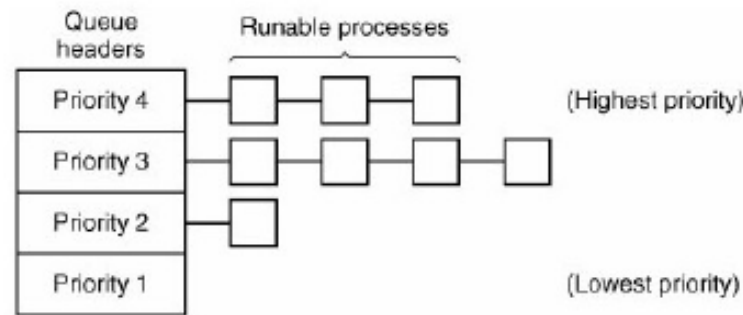 Queue
headers
Runable processes
Priority 4
(Highest priority)
Priority 3
Priority 2
Priority 1
(Lowest priority)